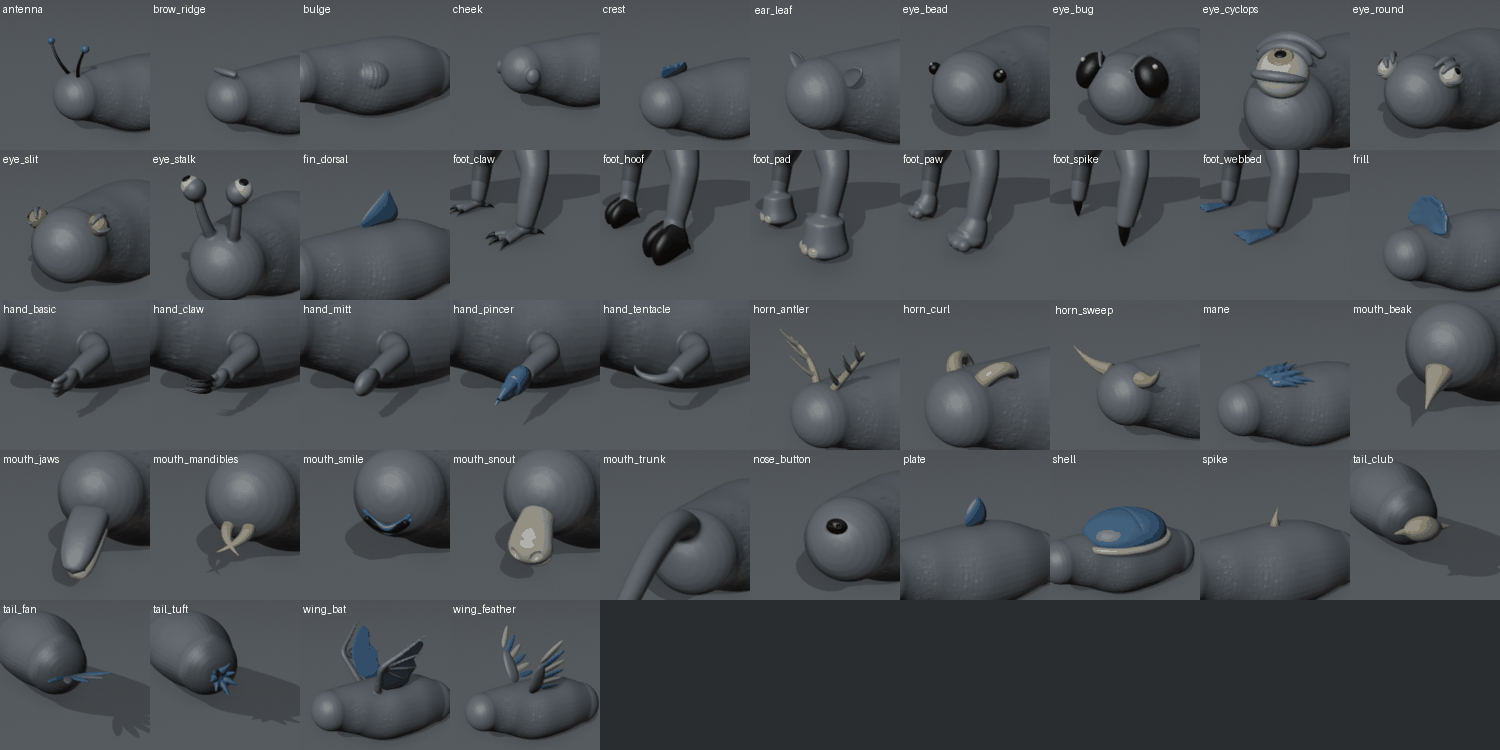 antenna
brow_ridge
bulge
cheek
crest
ear_leaf
eye_bead
eye_bug
eye_cyclops
eye_round
eye_slit
eye_stalk
fin_dorsal
foot_claw
foot_hoof
foot_pad
foot_paw
foot_spike
foot_webbed
frill
hand_basic
hand_claw
hand_mitt
hand_pincer
hand_tentacle
horn_antler
horn_curl
horn_sweep
mane
mouth_beak
mouth_jaws
mouth_mandibles
mouth_smile
mouth_snout
mouth_trunk
nose_button
plate
shell
spike
tail_club
tail_fan
tail_tuft
wing_bat
wing_feather